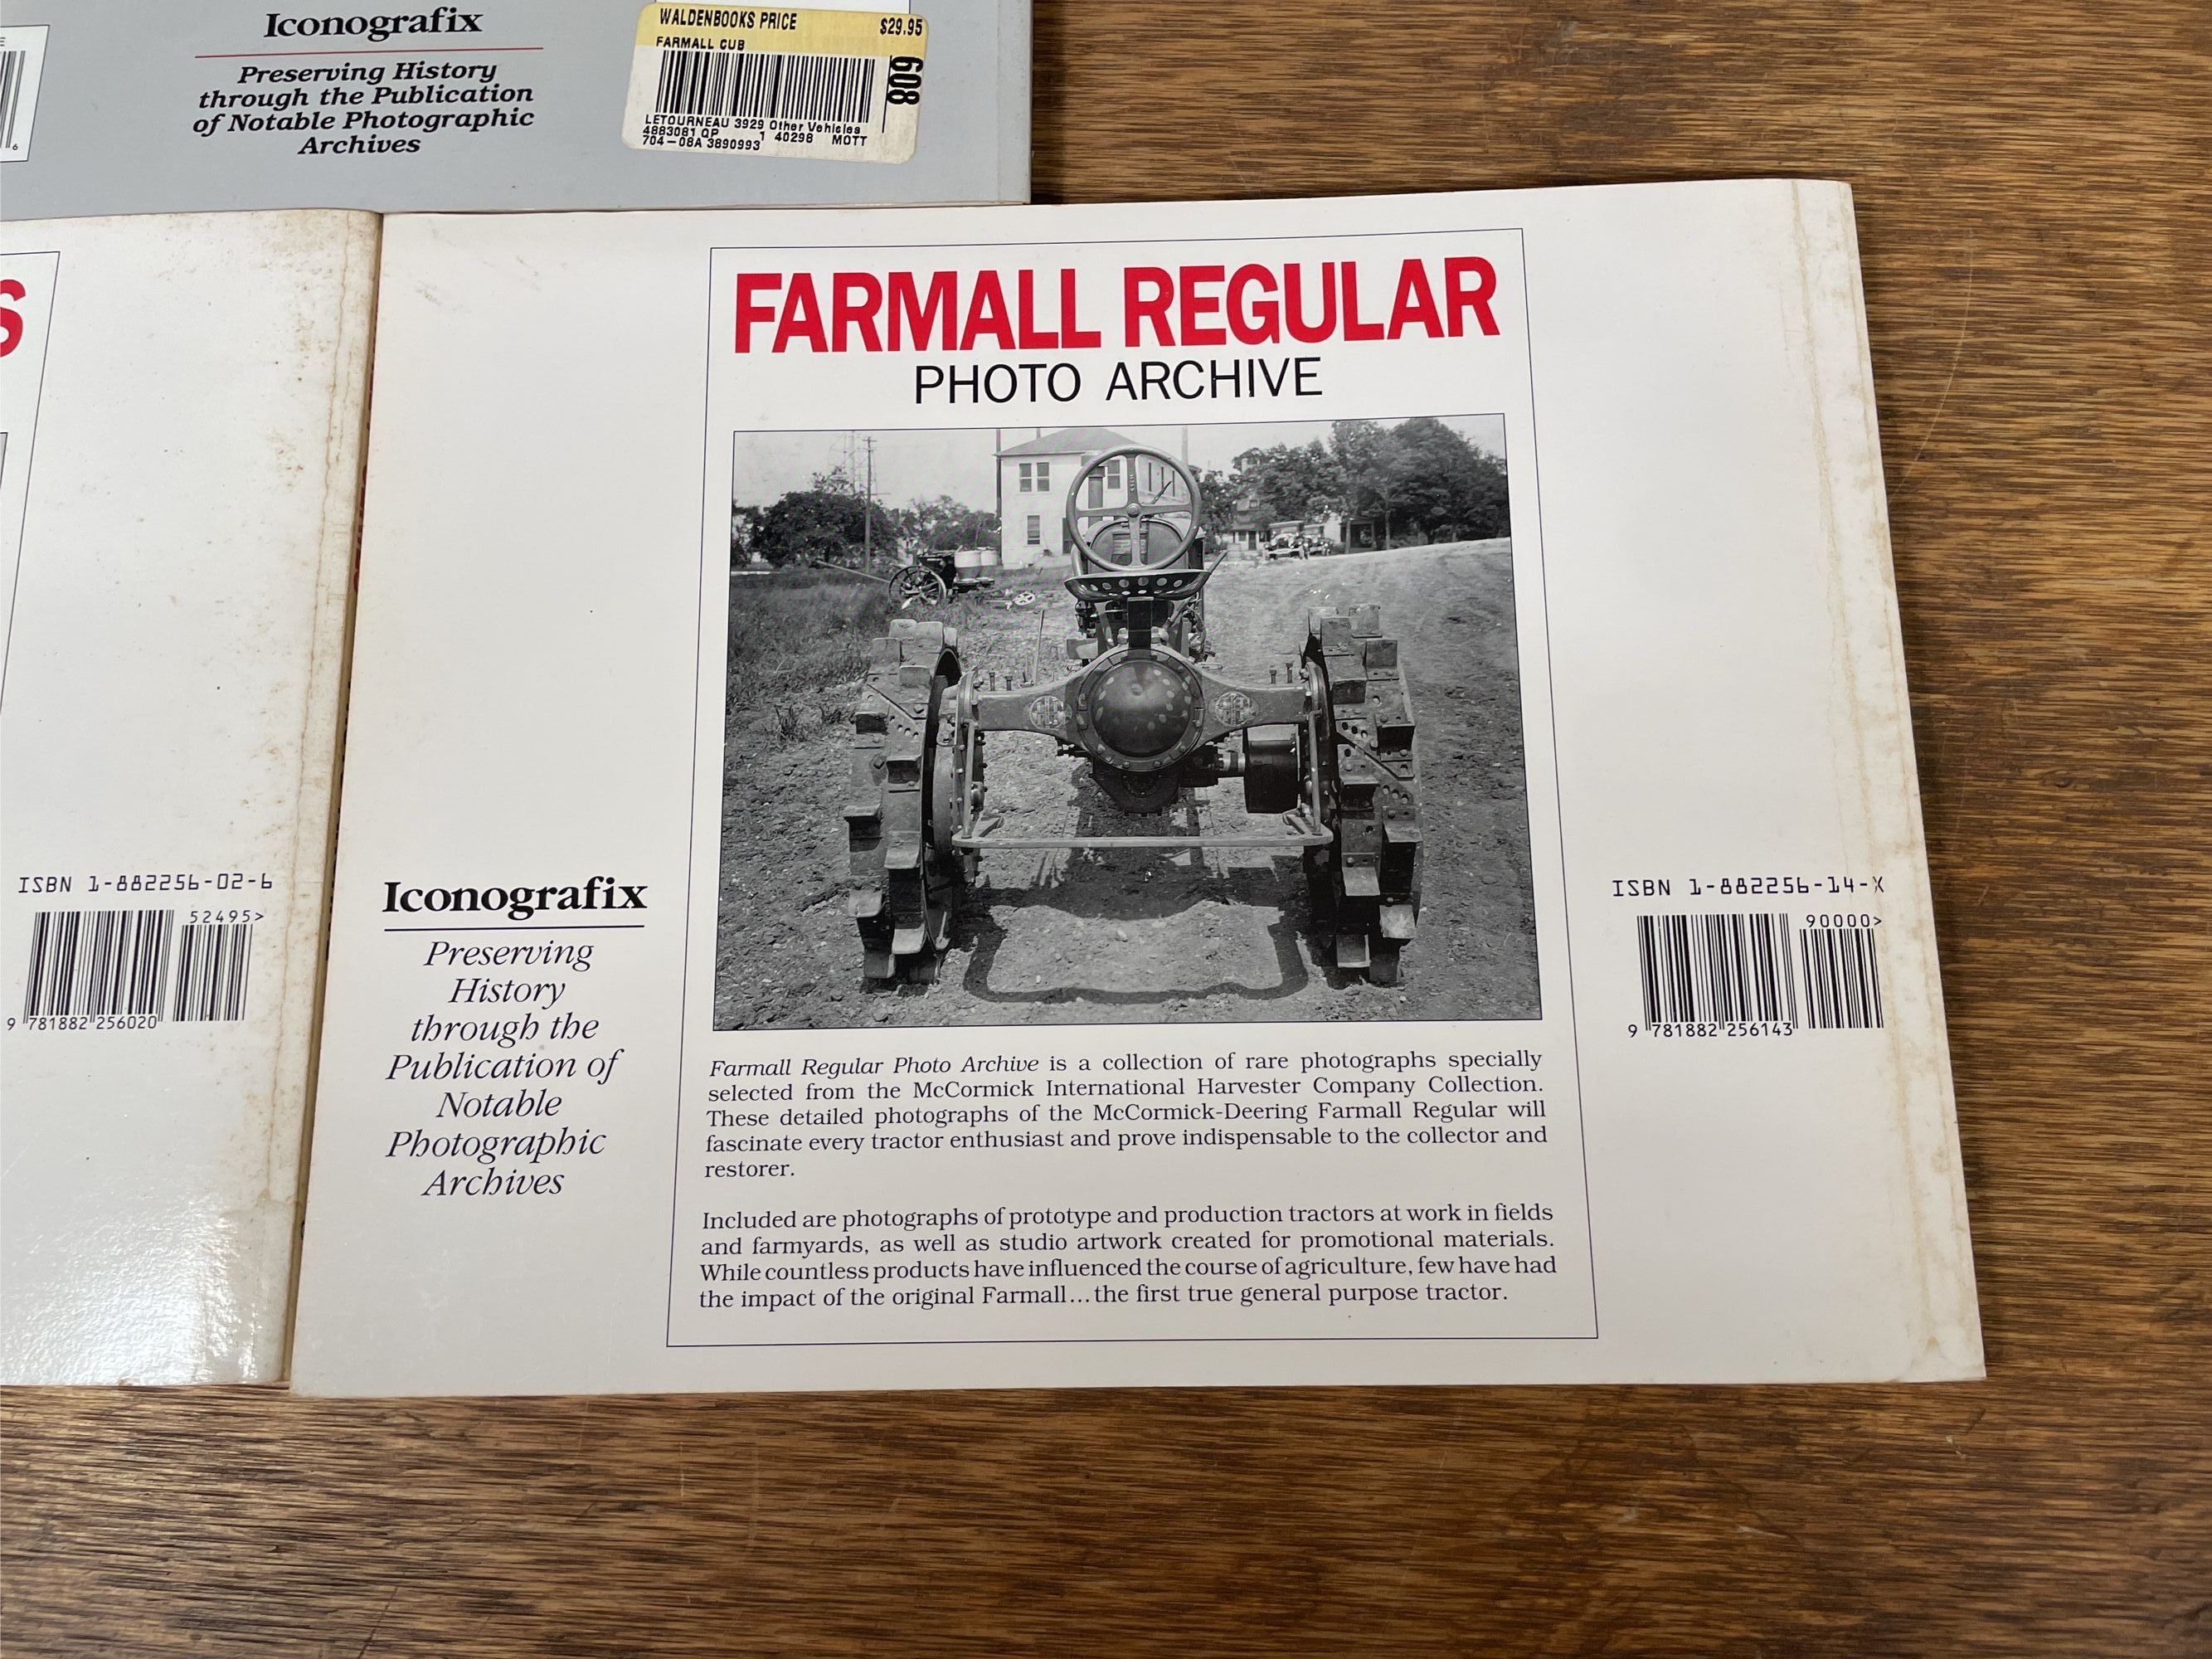 Iconografix
Preserving History
through the Publication
of Notable Photographic
Archives
WALDENBOOKS PRICE $29.95
FARMALL CUB
608
LETOURNEAU 3929 Other Vehicles
4883081 QP 1 40298 MOTT
704-08A 3890993
E
6
S
ISBN 1-882256-02-6
52495>
9 781882 256020
FARMALL REGULAR
PHOTO ARCHIVE
Iconografix
Preserving
History
through the
Publication of
Notable
Photographic
Archives
ISBN 1-882256-14-X
90000>
9 781882 256143
Farmall Regular Photo Archive is a collection of rare photographs specially
selected from the McCormick International Harvester Company Collection.
These detailed photographs of the McCormick-Deering Farmall Regular will
fascinate every tractor enthusiast and prove indispensable to the collector and
restorer.
Included are photographs of prototype and production tractors at work in fields
and farmyards, as well as studio artwork created for promotional materials.
While countless products have influenced the course of agriculture, few have had
the impact of the original Farmall...the first true general purpose tractor.